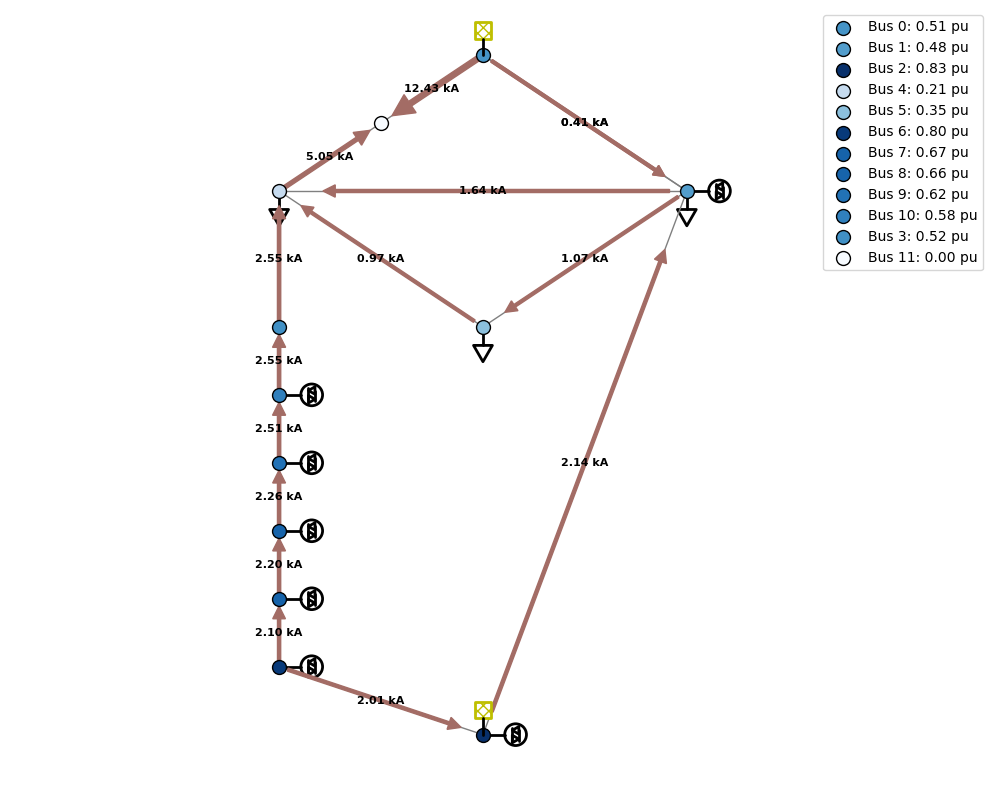 Bus 0: 0.51 pu
Bus 1: 0.48 pu
Bus 2: 0.83 pu
Bus 4: 0.21 pu
Bus 5: 0.35 pu
Bus 6: 0.80 pu
Bus 7: 0.67 pu
Bus 8: 0.66 pu
Bus 9: 0.62 pu
Bus 10: 0.58 pu
Bus 3: 0.52 pu
Bus 11: 0.00 pu
12.43 kA
0.41 kA
5.05 kA
1.64 kA
2.55 kA
0.97 kA
1.07 kA
2.55 kA
2.51 kA
2.14 kA
2.26 kA
2.20 kA
2.10 kA
2.01 kA